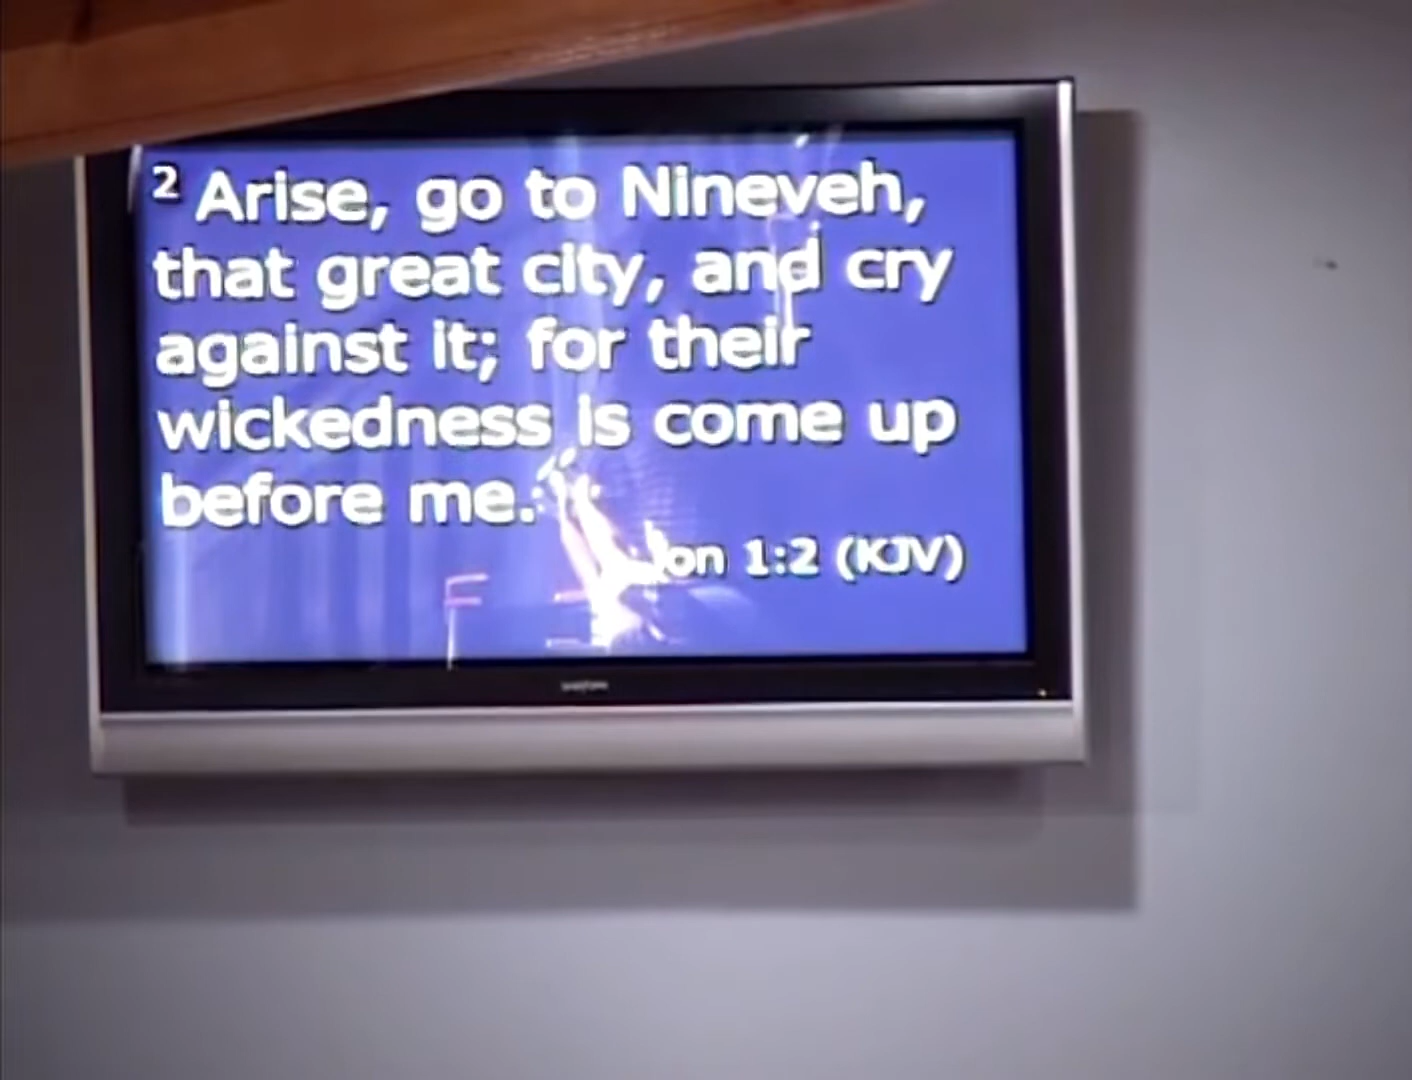 2 Arise, go to Nineveh,
that great city, and cry
against it; for their
wickedness is come up
before me.
Jon 1:2 (KJV)